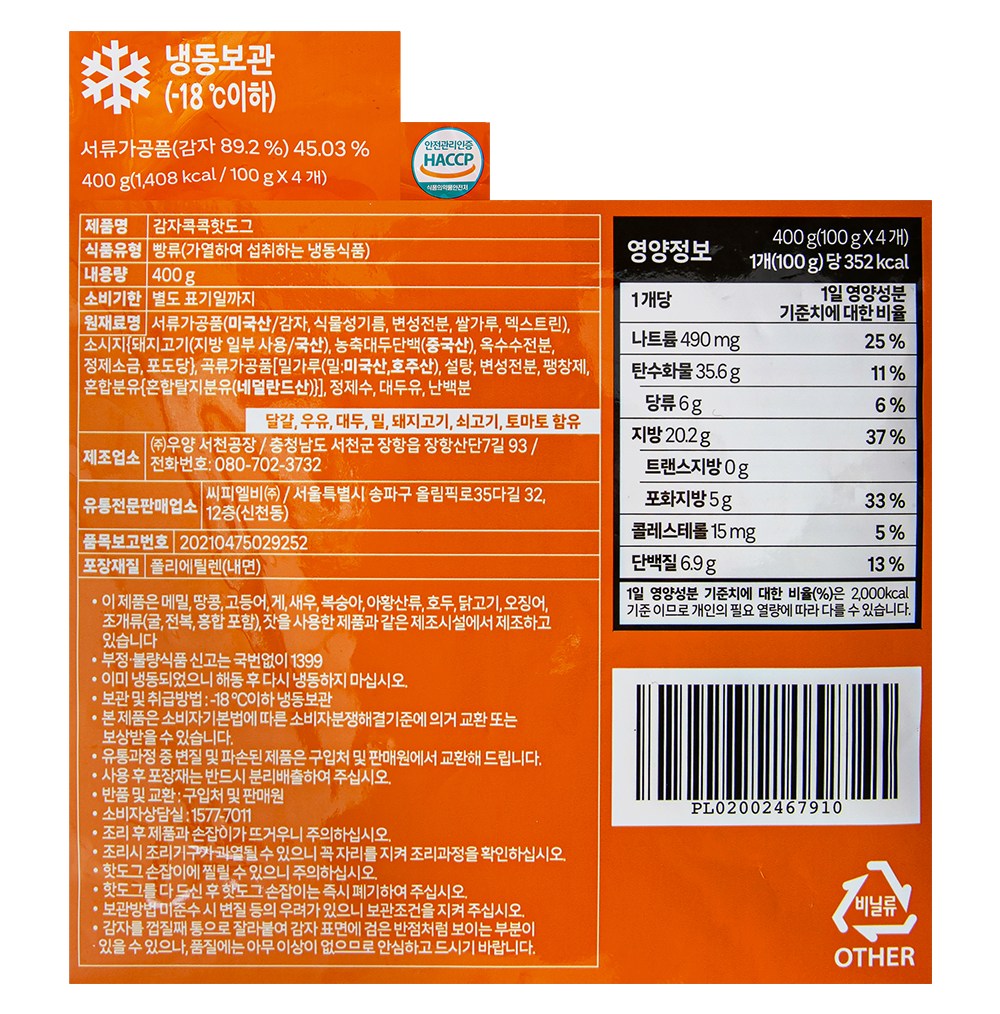 냉동보관
(-18 ℃이하)
서류가공품(감자 89.2 %) 45.03 %
400 g(1,408 kcal / 100 g X 4 개)
안전관리인증
HACCP
식품의약품안전처
제품명 감자콕콕핫도그
식품유형 빵류(가열하여 섭취하는 냉동식품)
내용량 400 g
소비기한 별도 표기일까지
원재료명 서류가공품(미국산/감자, 식물성기름, 변성전분, 쌀가루, 덱스트린),
소시지{돼지고기(지방 일부 사용/국산), 농축대두단백(중국산), 옥수수전분,
정제소금, 포도당}, 곡류가공품[밀가루(밀:미국산,호주산), 설탕, 변성전분, 팽창제,
혼합분유{혼합탈지분유(네덜란드산)}], 정제수, 대두유, 난백분
달걀, 우유, 대두, 밀, 돼지고기, 쇠고기, 토마토 함유
제조업소 ㈜우양 서천공장 / 충청남도 서천군 장항읍 장항산단7길 93 /
전화번호: 080-702-3732
유통전문판매업소 씨피엘비㈜ / 서울특별시 송파구 올림픽로35다길 32,
12층(신천동)
품목보고번호 20210475029252
포장재질 폴리에틸렌(내면)
• 이 제품은 메밀, 땅콩, 고등어, 게, 새우, 복숭아, 아황산류, 호두, 닭고기, 오징어,
조개류(굴, 전복, 홍합 포함), 잣을 사용한 제품과 같은 제조시설에서 제조하고
있습니다
• 부정·불량식품 신고는 국번없이 1399
• 이미 냉동되었으니 해동 후 다시 냉동하지 마십시오.
• 보관 및 취급방법 : -18 ℃이하 냉동보관
• 본 제품은 소비자기본법에 따른 소비자분쟁해결기준에 의거 교환 또는
보상받을 수 있습니다.
• 유통과정 중 변질 및 파손된 제품은 구입처 및 판매원에서 교환해 드립니다.
• 사용 후 포장재는 반드시 분리배출하여 주십시오.
• 반품 및 교환 : 구입처 및 판매원
• 소비자상담실 : 1577-7011
• 조리 후 제품과 손잡이가 뜨거우니 주의하십시오.
• 조리시 조리기구가 과열될 수 있으니 꼭 자리를 지켜 조리과정을 확인하십시오.
• 핫도그 손잡이에 찔릴 수 있으니 주의하십시오.
• 핫도그를 다 드신 후 핫도그 손잡이는 즉시 폐기하여 주십시오.
• 보관방법 미준수 시 변질 등의 우려가 있으니 보관조건을 지켜 주십시오.
• 감자를 껍질째 통으로 잘라붙여 감자 표면에 검은 반점처럼 보이는 부분이
있을 수 있으나, 품질에는 아무 이상이 없으므로 안심하고 드시기 바랍니다.
영양정보 400 g(100 g X 4 개)
1개(100 g) 당 352 kcal
1개당 1일 영양성분
기준치에 대한 비율
나트륨 490 mg 25 %
탄수화물 35.6 g 11 %
당류 6 g 6 %
지방 20.2 g 37 %
트랜스지방 0 g
포화지방 5 g 33 %
콜레스테롤 15 mg 5 %
단백질 6.9 g 13 %
1일 영양성분 기준치에 대한 비율(%)은 2,000kcal
기준 이므로 개인의 필요 열량에 따라 다를 수 있습니다.
PL02002467910
비닐류
OTHER